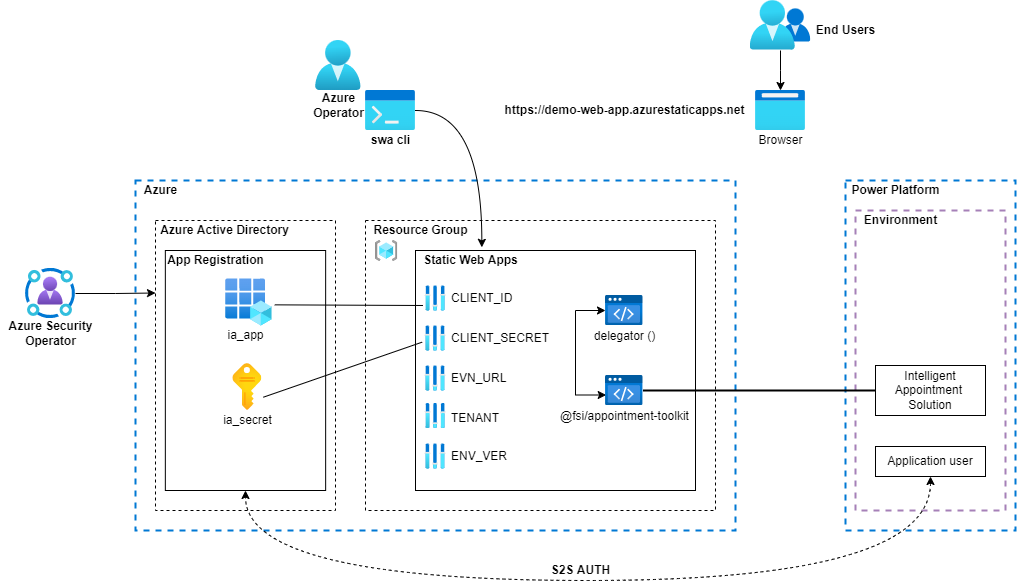 End Users
Azure
Operator
swa cli
https://demo-web-app.azurestaticapps.net
Browser
Azure
Power Platform
Azure Active Directory
Resource Group
Environment
App Registration
Static Web Apps
ia_app
ia_secret
Azure Security
Operator
CLIENT_ID
CLIENT_SECRET
EVN_URL
TENANT
ENV_VER
delegator ()
@fsi/appointment-toolkit
Intelligent
Appointment
Solution
Application user
S2S AUTH